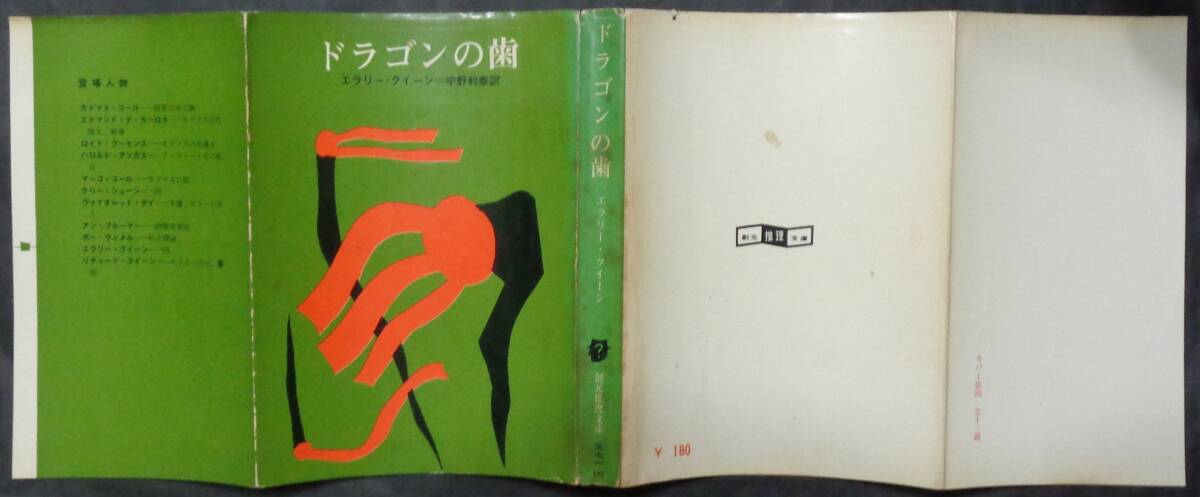 登場人物
カドマス・コール
エドマンド・デ・カーロス
ロイド・グーセンス
ハロルド・アンガス
マーゴ・コール
ケリー・ショーン
ヴァイオレット・デイ
アン・ブルーマー
ボー・ランメル
エラリー・クイーン
リチャード・クイーン
ドラゴンの歯
エラリー・クイーン 宇野利泰訳
ドラゴンの歯
エラリー・クイーン
?
創元推理文庫
180
創元 推理 文庫
¥ 180
カバー装画